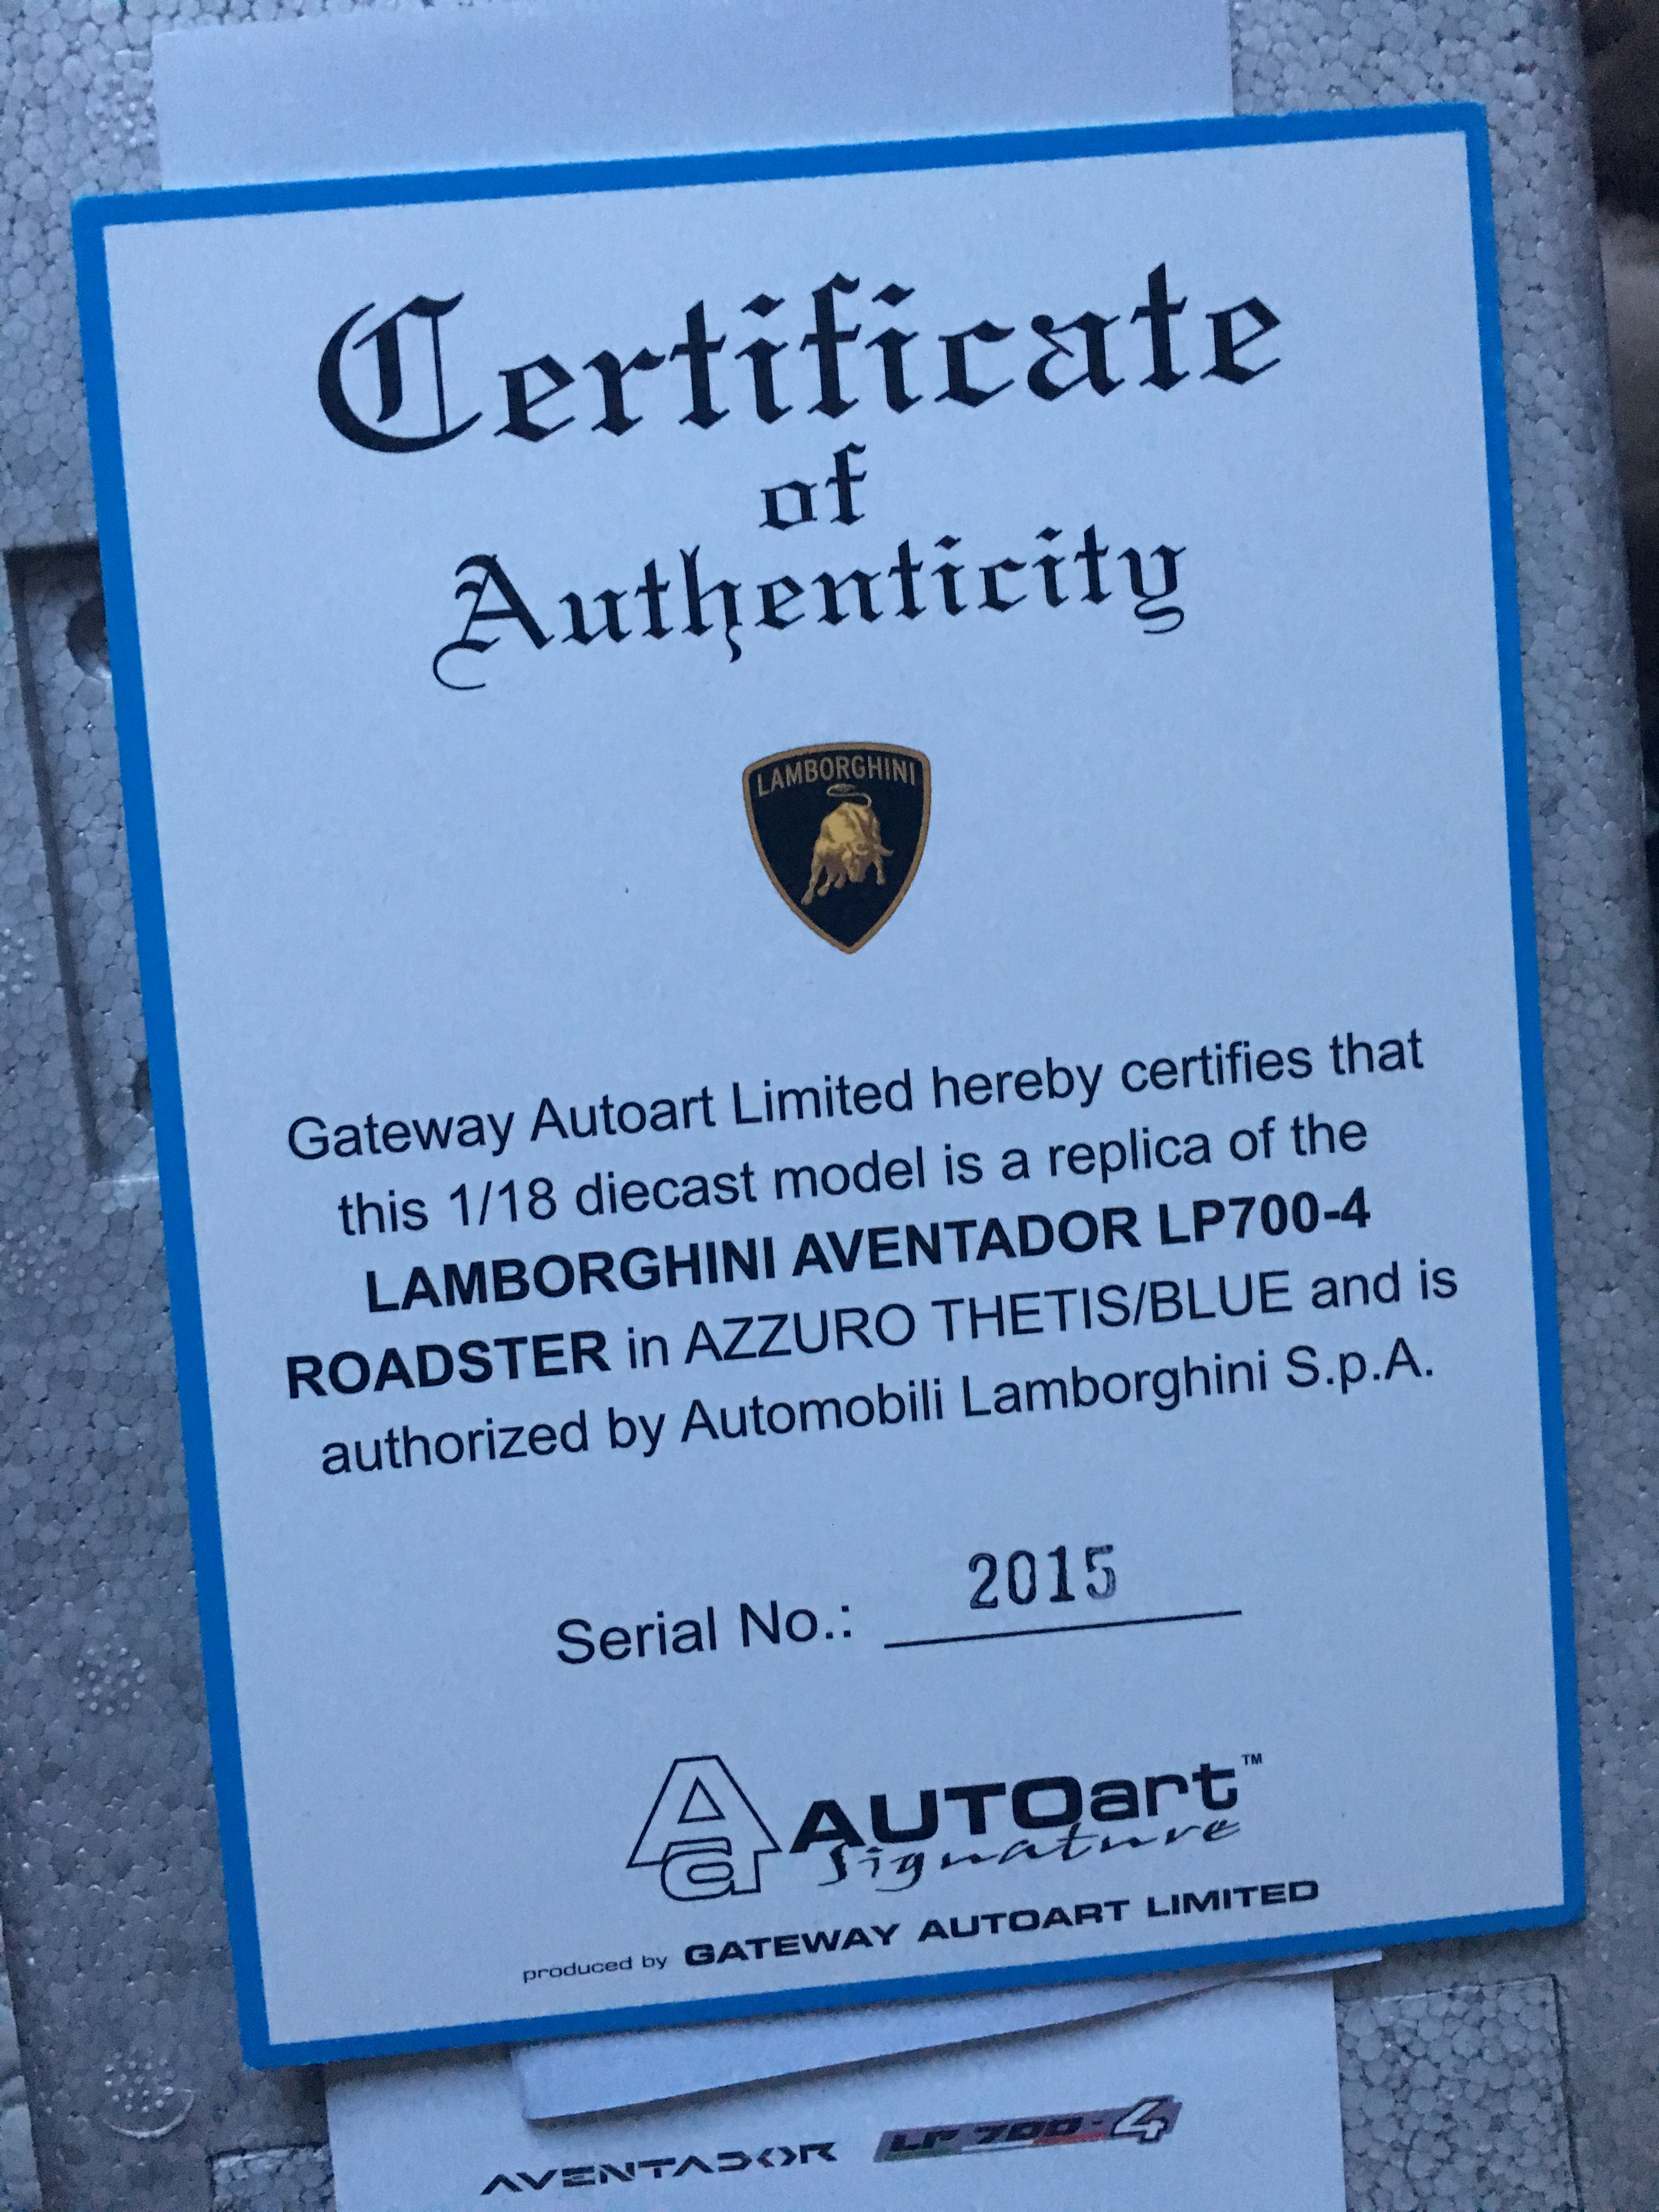 Certificate
of
Authenticity
LAMBORGHINI
Gateway Autoart Limited hereby certifies that
this 1/18 diecast model is a replica of the
LAMBORGHINI AVENTADOR LP700-4
ROADSTER in AZZURO THETIS/BLUE and is
authorized by Automobili Lamborghini S.p.A.
Serial No.: 2015
Aa AUTOart™
Signature
produced by GATEWAY AUTOART LIMITED
AVENTADOR LP 700-4